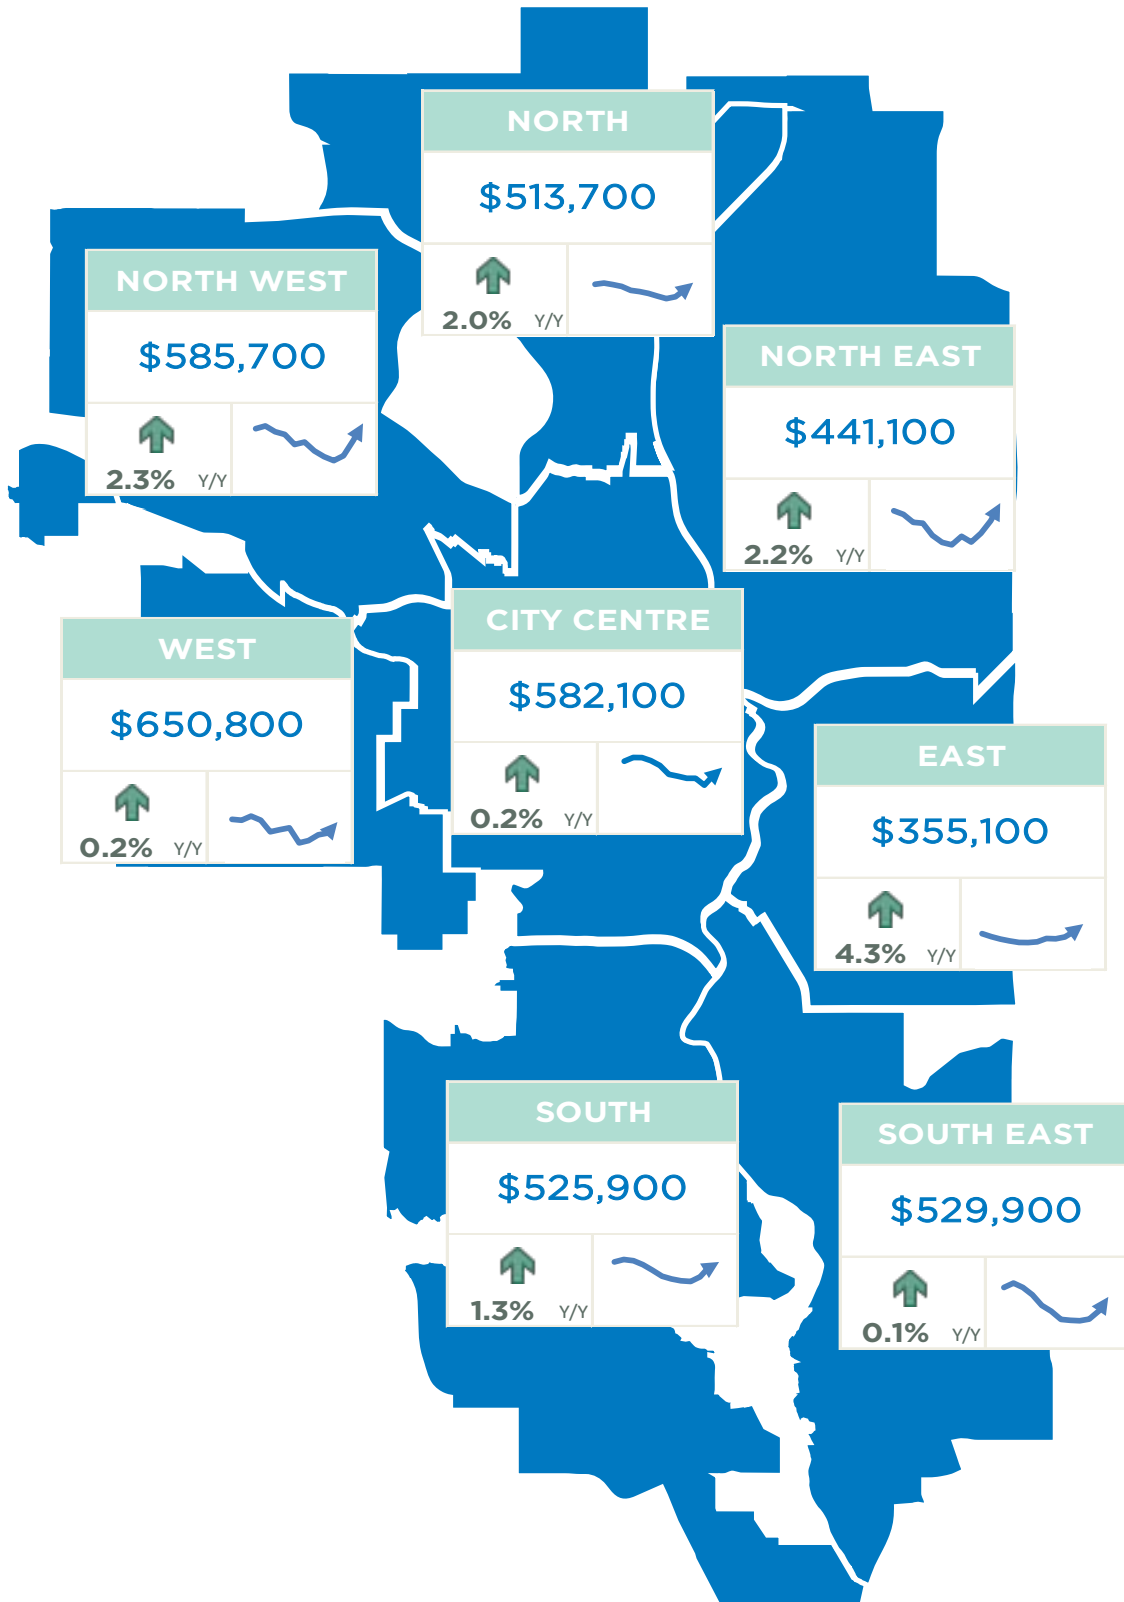 NORTH
$513,700
2.0% Y/Y
NORTH WEST
$585,700
2.3% Y/Y
NORTH EAST
$441,100
2.2% Y/Y
WEST
$650,800
0.2% Y/Y
CITY CENTRE
$582,100
0.2% Y/Y
EAST
$355,100
4.3% Y/Y
SOUTH
$525,900
1.3% Y/Y
SOUTH EAST
$529,900
0.1% Y/Y